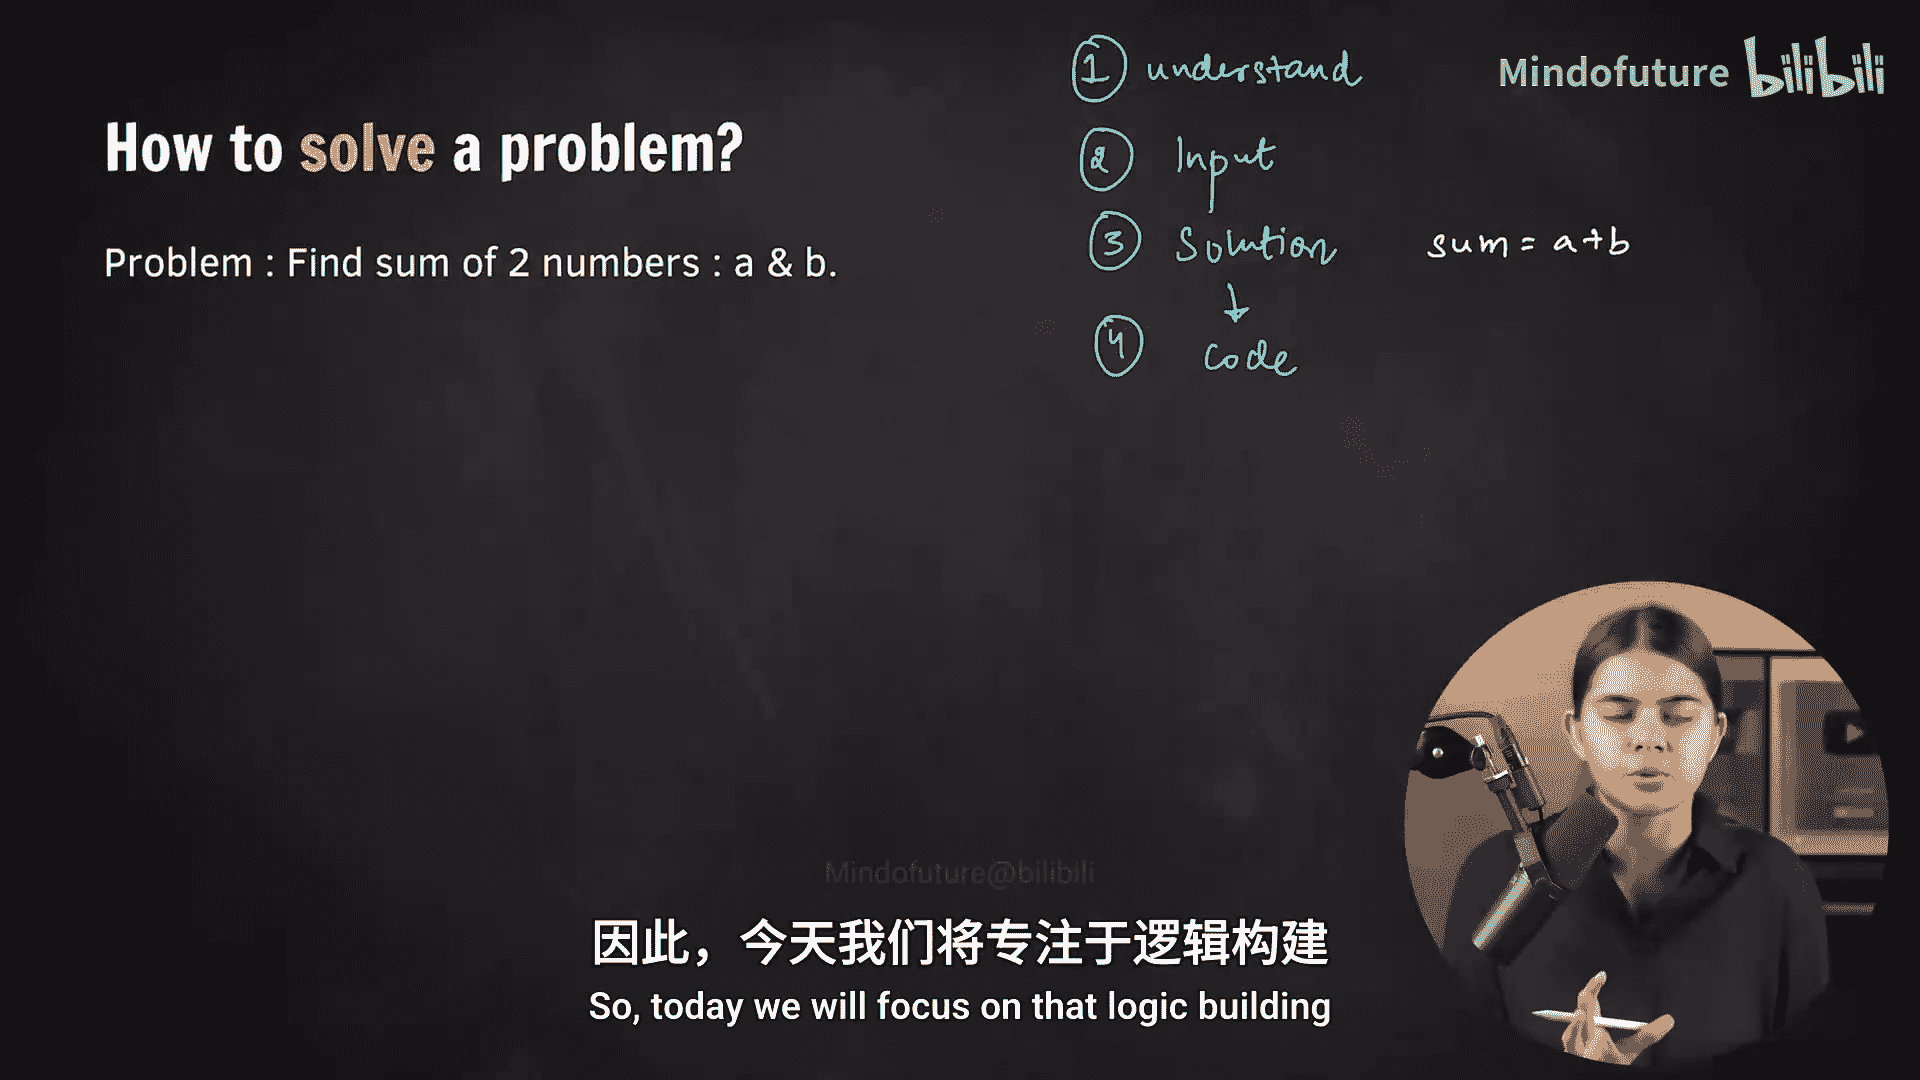 How to solve a problem?
Problem : Find sum of 2 numbers : a & b.
1 understand
2 Input
3 Solution
sum = a+b
4 Code
Mindofuture bilibili
Mindofuture@bilibili
因此，今天我们将专注于逻辑构建
So, today we will focus on that logic building